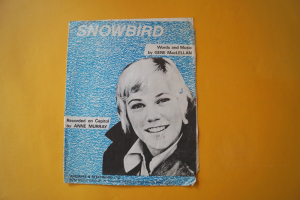 SNOWBIRD
Words and Music
by GENE MacLELLAN
Recorded on Capitol
by ANNE MURRAY